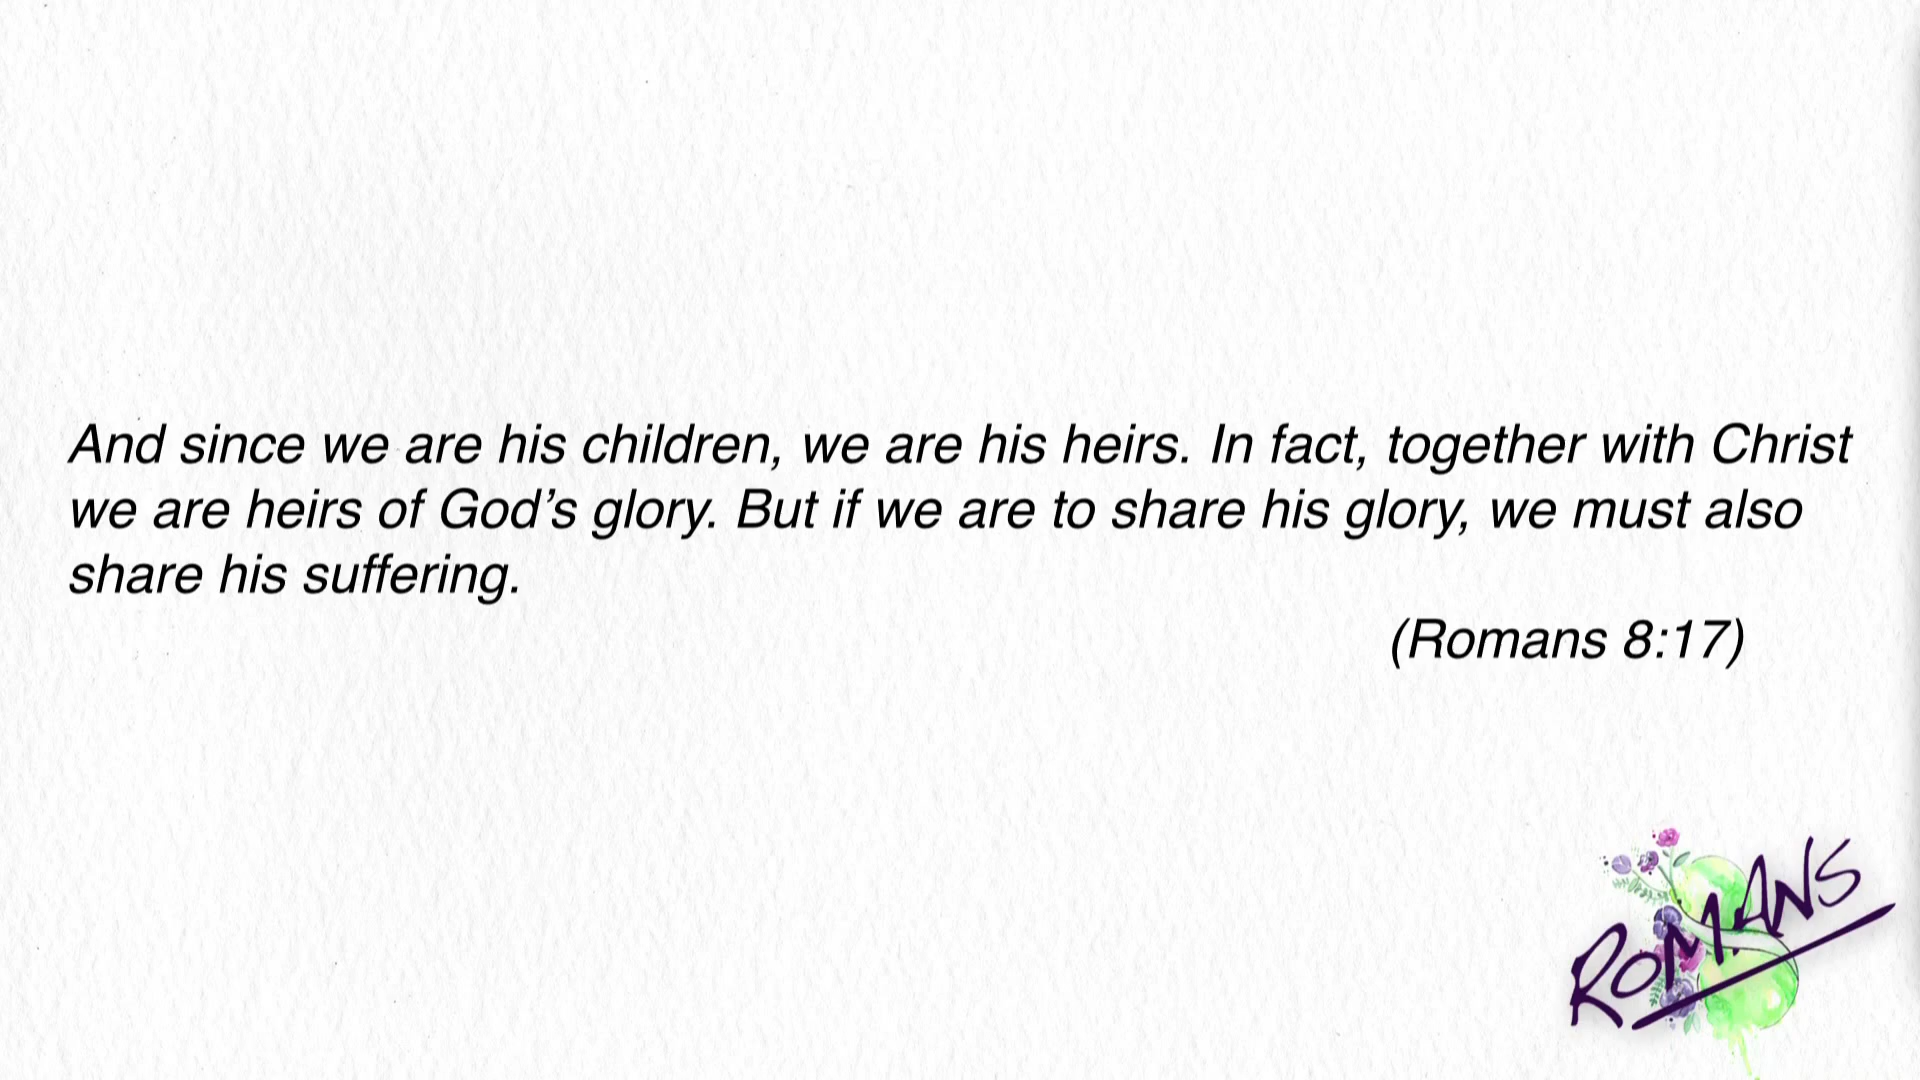 And since we are his children, we are his heirs. In fact, together with Christ
we are heirs of God’s glory. But if we are to share his glory, we must also
share his suffering.
(Romans 8:17)
ROMANS